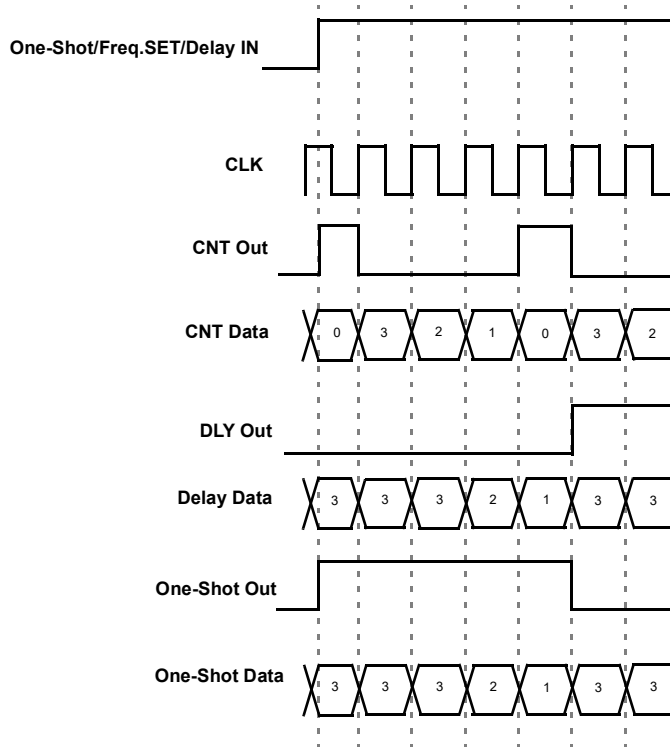 One-Shot/Freq.SET/Delay IN
CLK
CNT Out
CNT Data
0 3 2 1 0 3 2
DLY Out
Delay Data
3 3 3 2 1 3 3
One-Shot Out
One-Shot Data
3 3 3 2 1 3 3